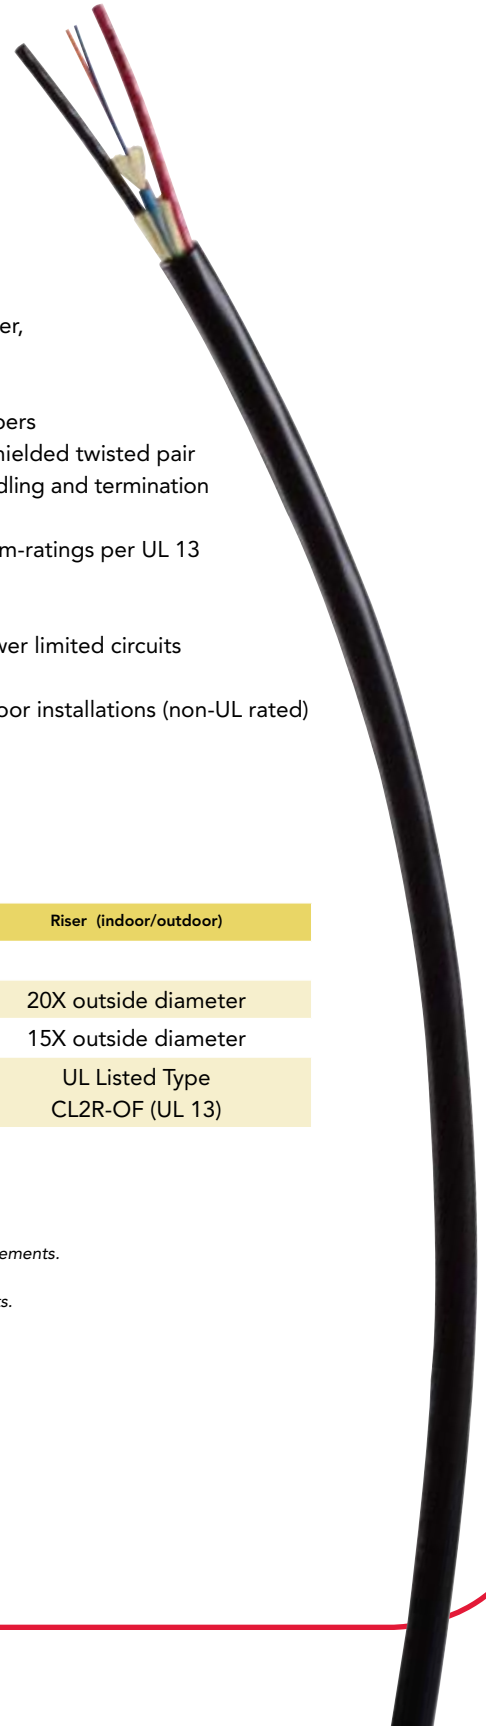 er,
bers
hielded twisted pair
dling and termination
m-ratings per UL 13
wer limited circuits
oor installations (non-UL rated)
Riser (indoor/outdoor)
20X outside diameter
15X outside diameter
UL Listed Type
CL2R-OF (UL 13)
ements.
s.